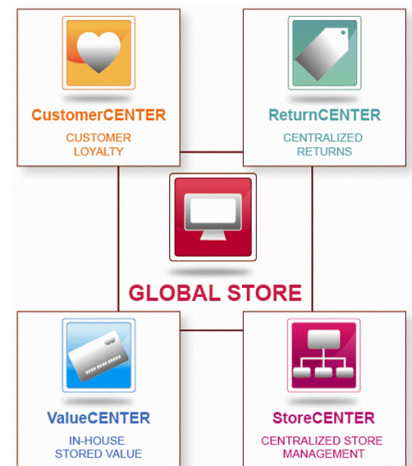 CustomerCENTER
CUSTOMER
LOYALTY
ReturnCENTER
CENTRALIZED
RETURNS
GLOBAL STORE
ValueCENTER
IN-HOUSE
STORED VALUE
StoreCENTER
CENTRALIZED STORE
MANAGEMENT